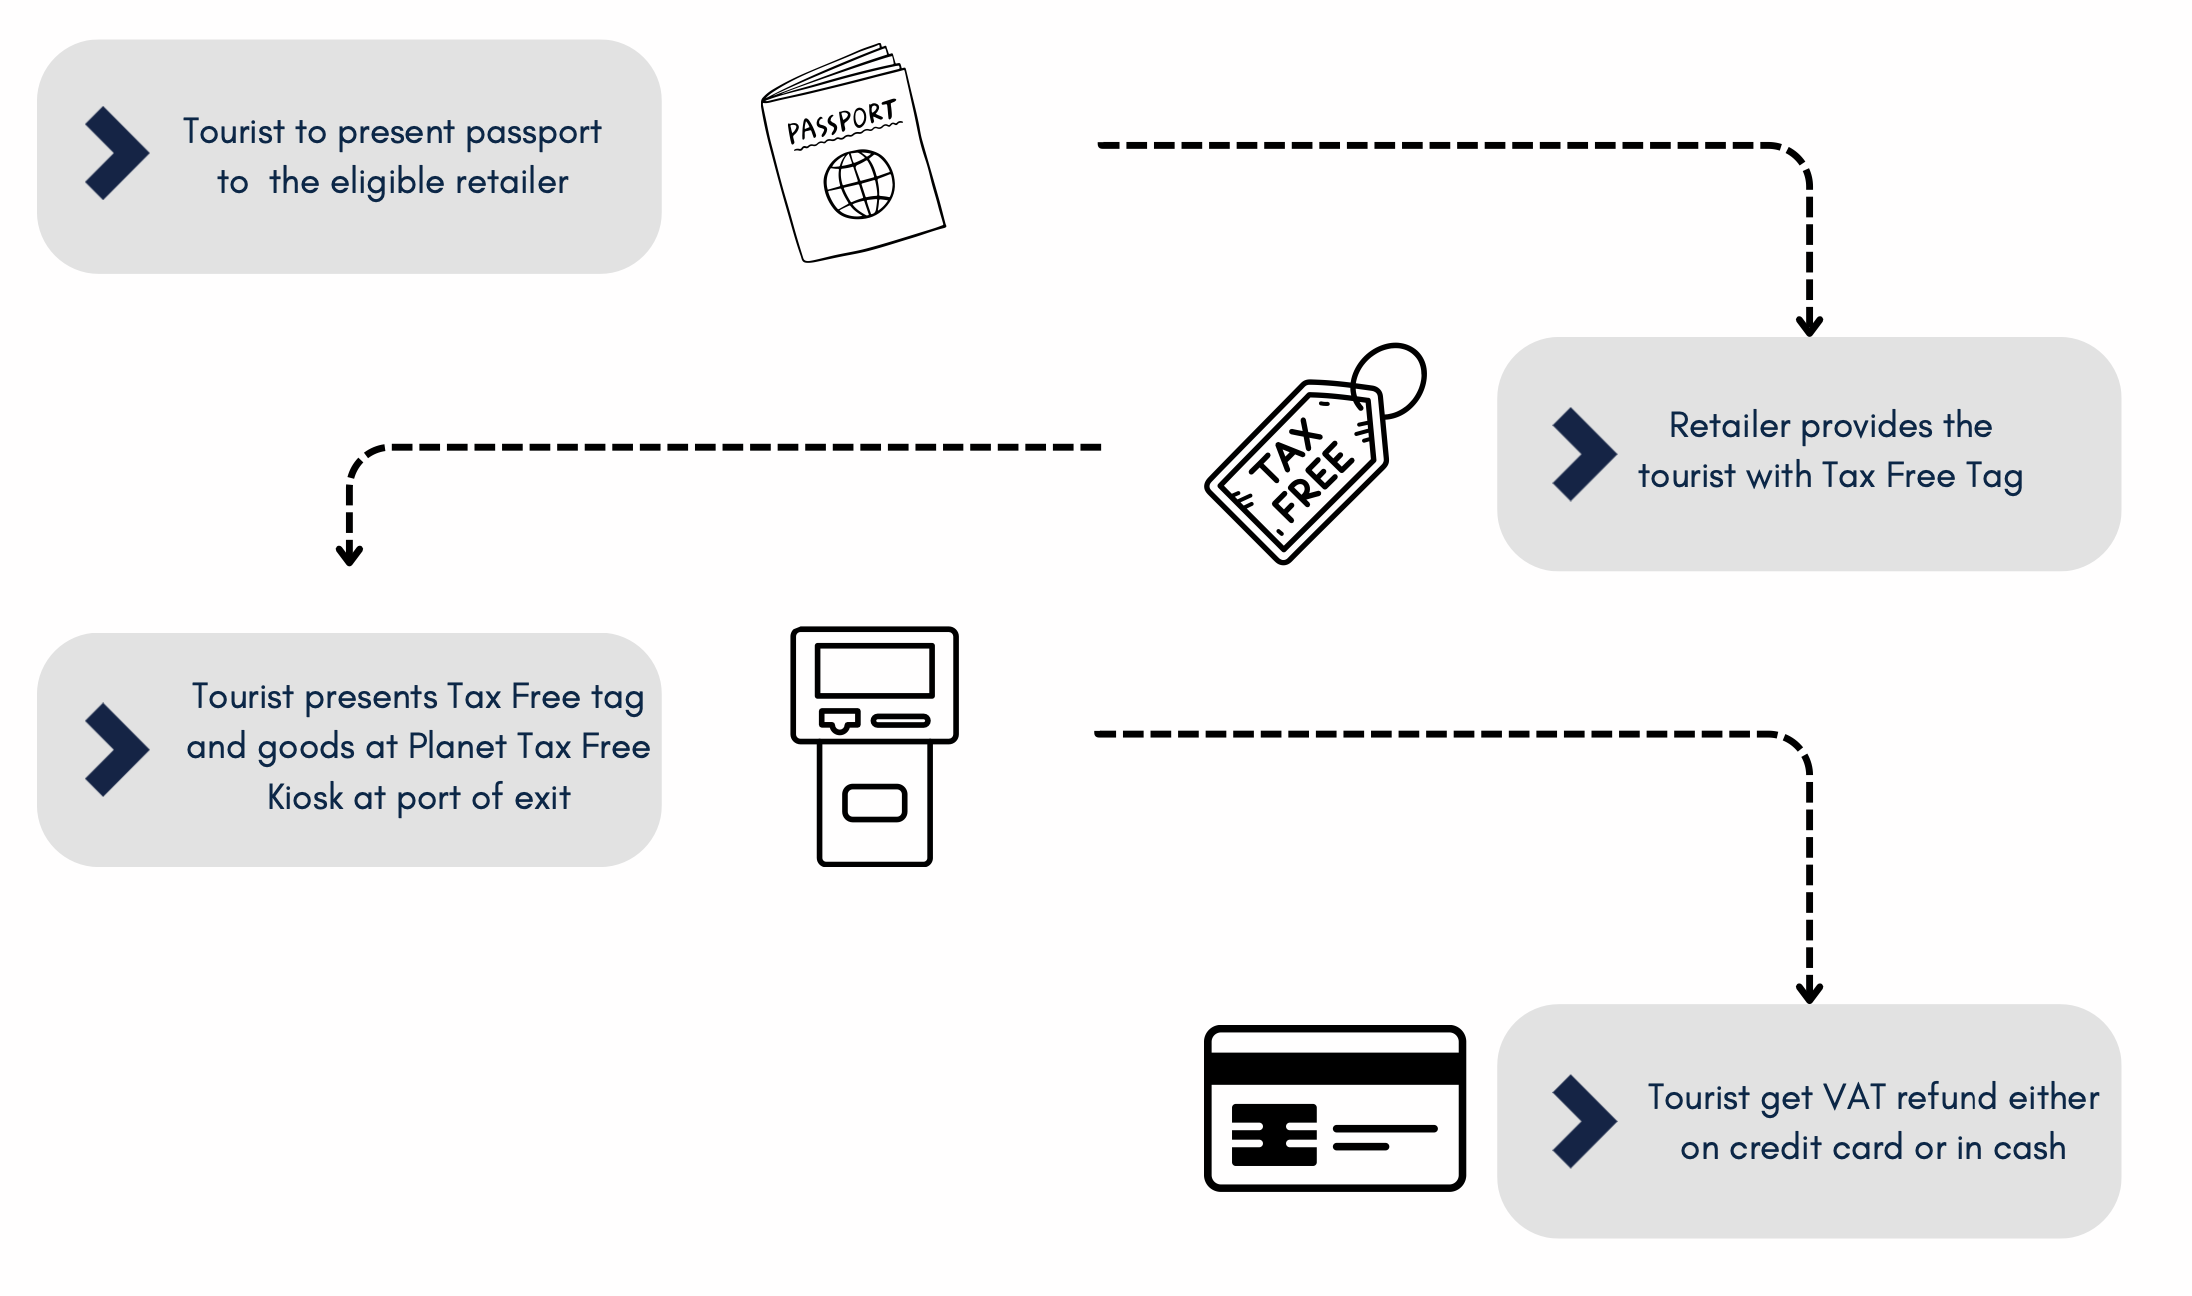 Tourist to present passport
to the eligible retailer
PASSPORT
Retailer provides the
tourist with Tax Free Tag
TAX
FREE
Tourist presents Tax Free tag
and goods at Planet Tax Free
Kiosk at port of exit
Tourist get VAT refund either
on credit card or in cash